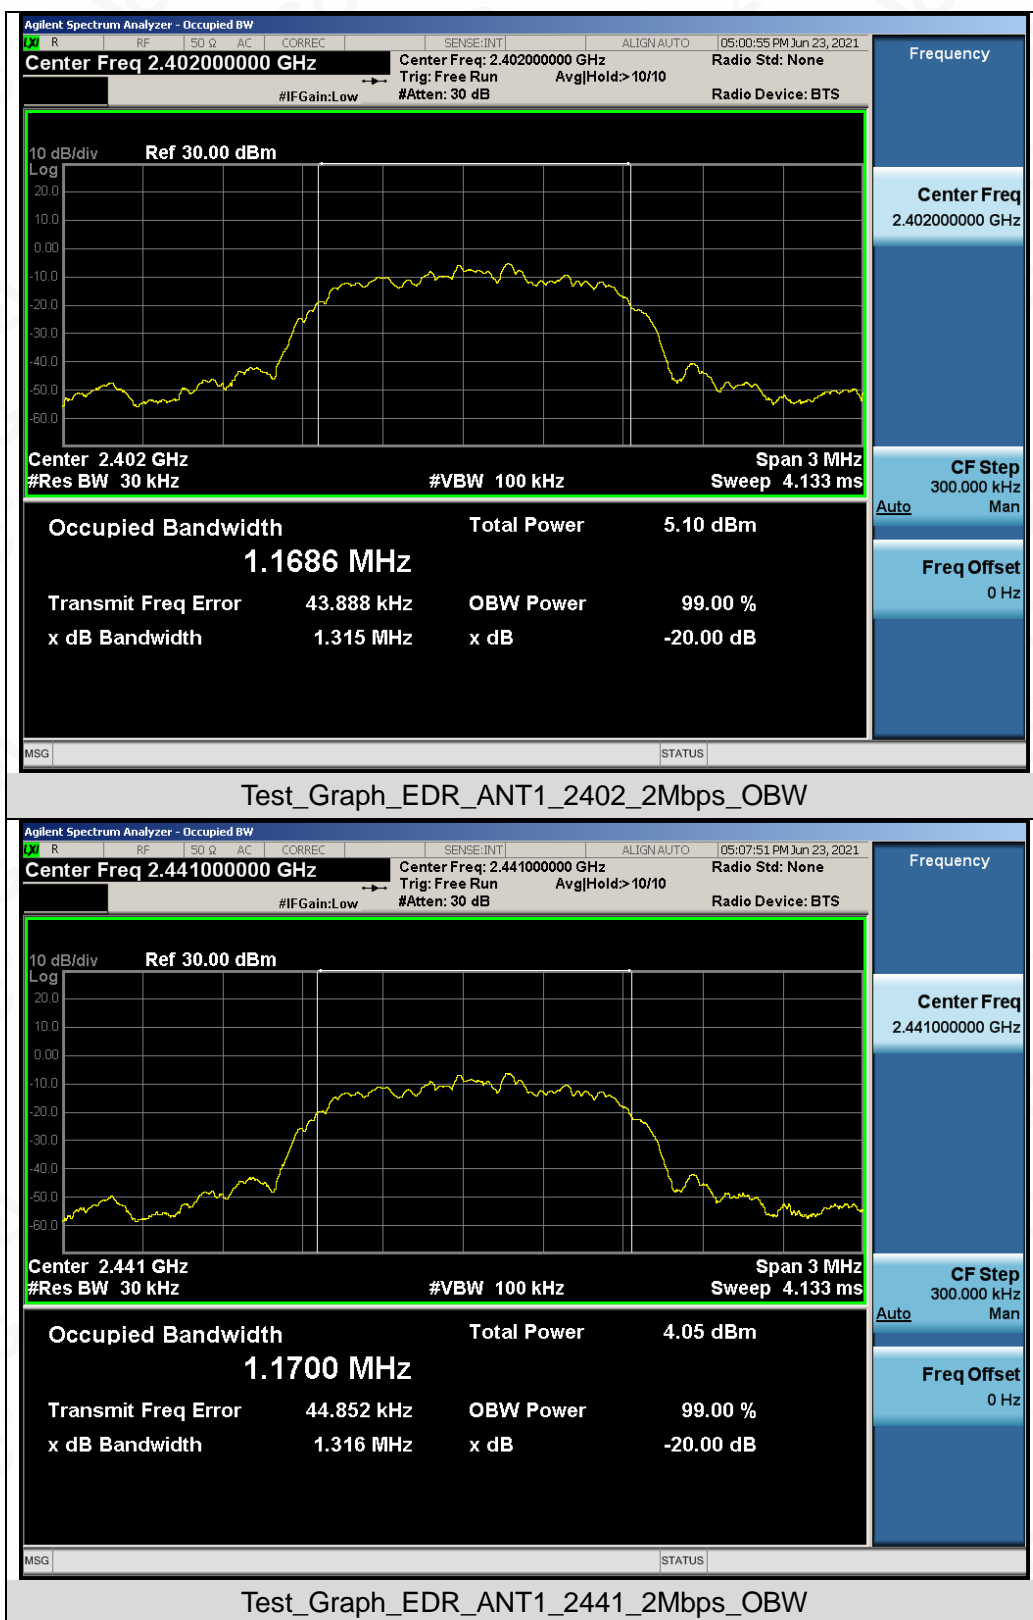 Agilent Spectrum Analyzer - Occupied BW
LXI R RF 50 Ω AC CORREC SENSE:INT ALIGN AUTO 05:00:55 PM Jun 23, 2021
Center Freq 2.402000000 GHz
Center Freq: 2.402000000 GHz
Radio Std: None
Trig: Free Run Avg|Hold:>10/10
#IFGain:Low
#Atten: 30 dB
Radio Device: BTS
Frequency
10 dB/div Ref 30.00 dBm
Log
20.0
10.0
0.00
-10.0
-20.0
-30.0
-40.0
-50.0
-60.0
Center 2.402 GHz Span 3 MHz
#Res BW 30 kHz #VBW 100 kHz Sweep 4.133 ms
Center Freq
2.402000000 GHz
CF Step
300.000 kHz
Auto Man
Freq Offset
0 Hz
Occupied Bandwidth Total Power 5.10 dBm
1.1686 MHz
Transmit Freq Error 43.888 kHz OBW Power 99.00 %
x dB Bandwidth 1.315 MHz x dB -20.00 dB
MSG STATUS
Test_Graph_EDR_ANT1_2402_2Mbps_OBW
Agilent Spectrum Analyzer - Occupied BW
LXI R RF 50 Ω AC CORREC SENSE:INT ALIGN AUTO 05:07:51 PM Jun 23, 2021
Center Freq 2.441000000 GHz
Center Freq: 2.441000000 GHz
Radio Std: None
Trig: Free Run Avg|Hold:>10/10
#IFGain:Low
#Atten: 30 dB
Radio Device: BTS
Frequency
10 dB/div Ref 30.00 dBm
Log
20.0
10.0
0.00
-10.0
-20.0
-30.0
-40.0
-50.0
-60.0
Center 2.441 GHz Span 3 MHz
#Res BW 30 kHz #VBW 100 kHz Sweep 4.133 ms
Center Freq
2.441000000 GHz
CF Step
300.000 kHz
Auto Man
Freq Offset
0 Hz
Occupied Bandwidth Total Power 4.05 dBm
1.1700 MHz
Transmit Freq Error 44.852 kHz OBW Power 99.00 %
x dB Bandwidth 1.316 MHz x dB -20.00 dB
MSG STATUS
Test_Graph_EDR_ANT1_2441_2Mbps_OBW